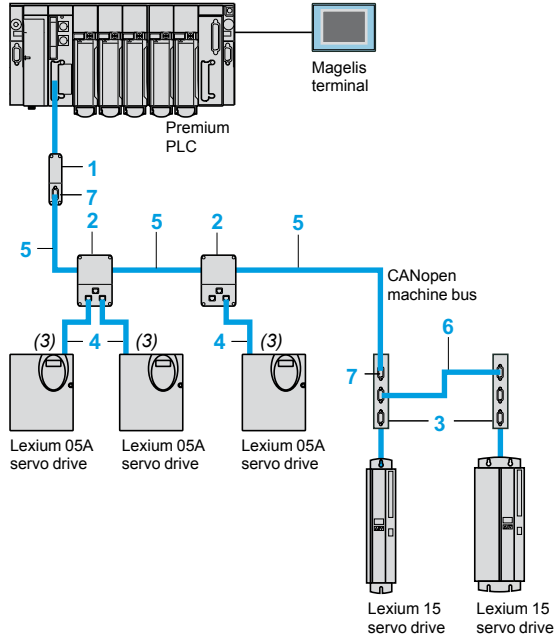 Magelis
terminal
Premium
PLC
1
7
2
2
5
5
5
CANopen
machine bus
(3)
4
(3)
4
(3)
6
7
3
Lexium 05A
servo drive
Lexium 05A
servo drive
Lexium 05A
servo drive
Lexium 15
servo drive
Lexium 15
servo drive